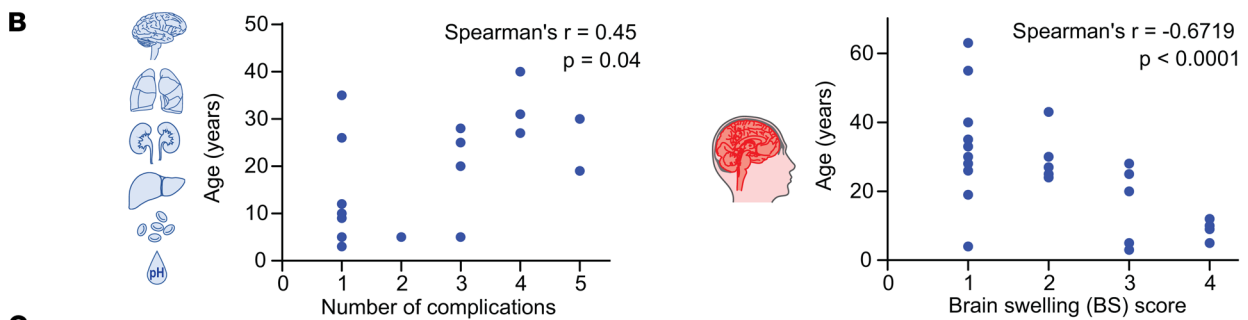 B
Spearman's r = 0.45
p = 0.04
50
40
30
20
10
0
Age (years)
0 1 2 3 4 5
Number of complications
pH
Spearman's r = -0.6719
p < 0.0001
60
40
20
0
Age (years)
0 1 2 3 4
Brain swelling (BS) score